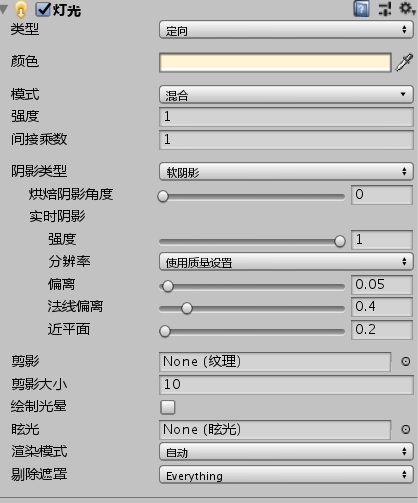 灯光
类型 定向
颜色
模式 混合
强度 1
间接乘数 1
阴影类型 软阴影
烘焙阴影角度 0
实时阴影
强度 1
分辨率 使用质量设置
偏离 0.05
法线偏离 0.4
近平面 0.2
剪影 None (纹理)
剪影大小 10
绘制光晕
眩光 None (眩光)
渲染模式 自动
剔除遮罩 Everything